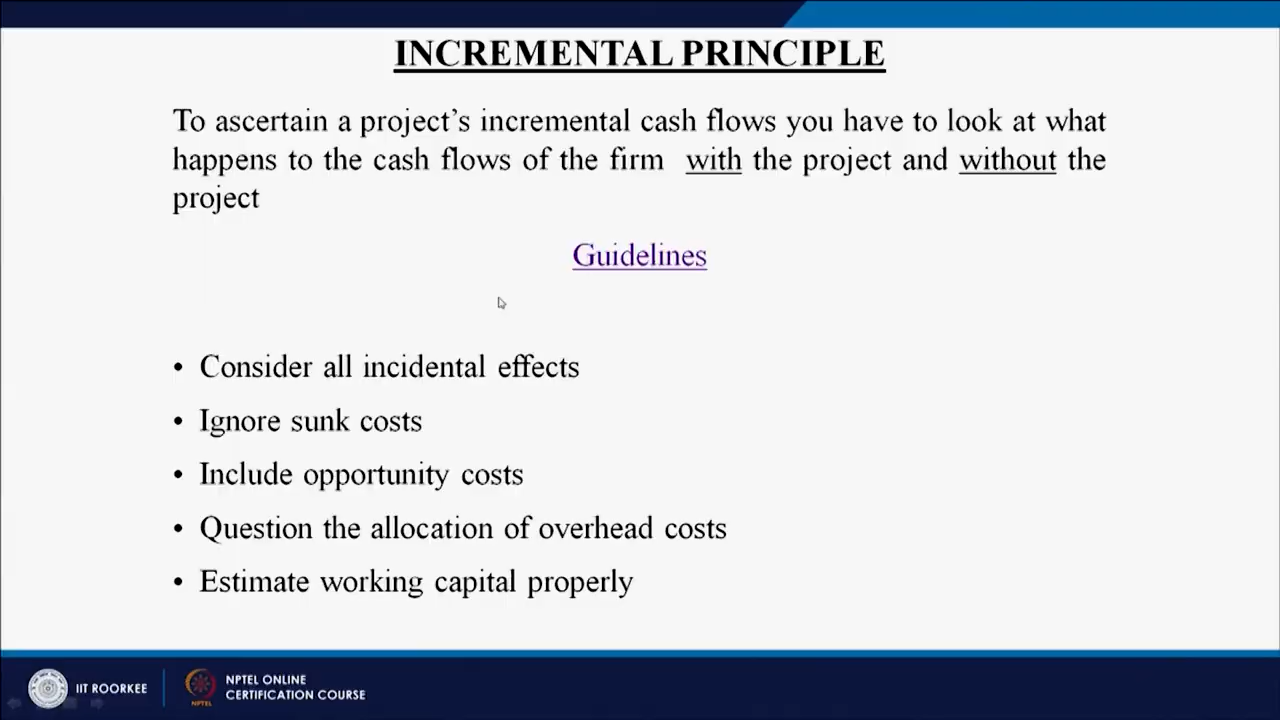 INCREMENTAL PRINCIPLE
To ascertain a project’s incremental cash flows you have to look at what
happens to the cash flows of the firm with the project and without the
project
Guidelines
• Consider all incidental effects
• Ignore sunk costs
• Include opportunity costs
• Question the allocation of overhead costs
• Estimate working capital properly
IIT ROORKEE
NPTEL
NPTEL ONLINE
CERTIFICATION COURSE